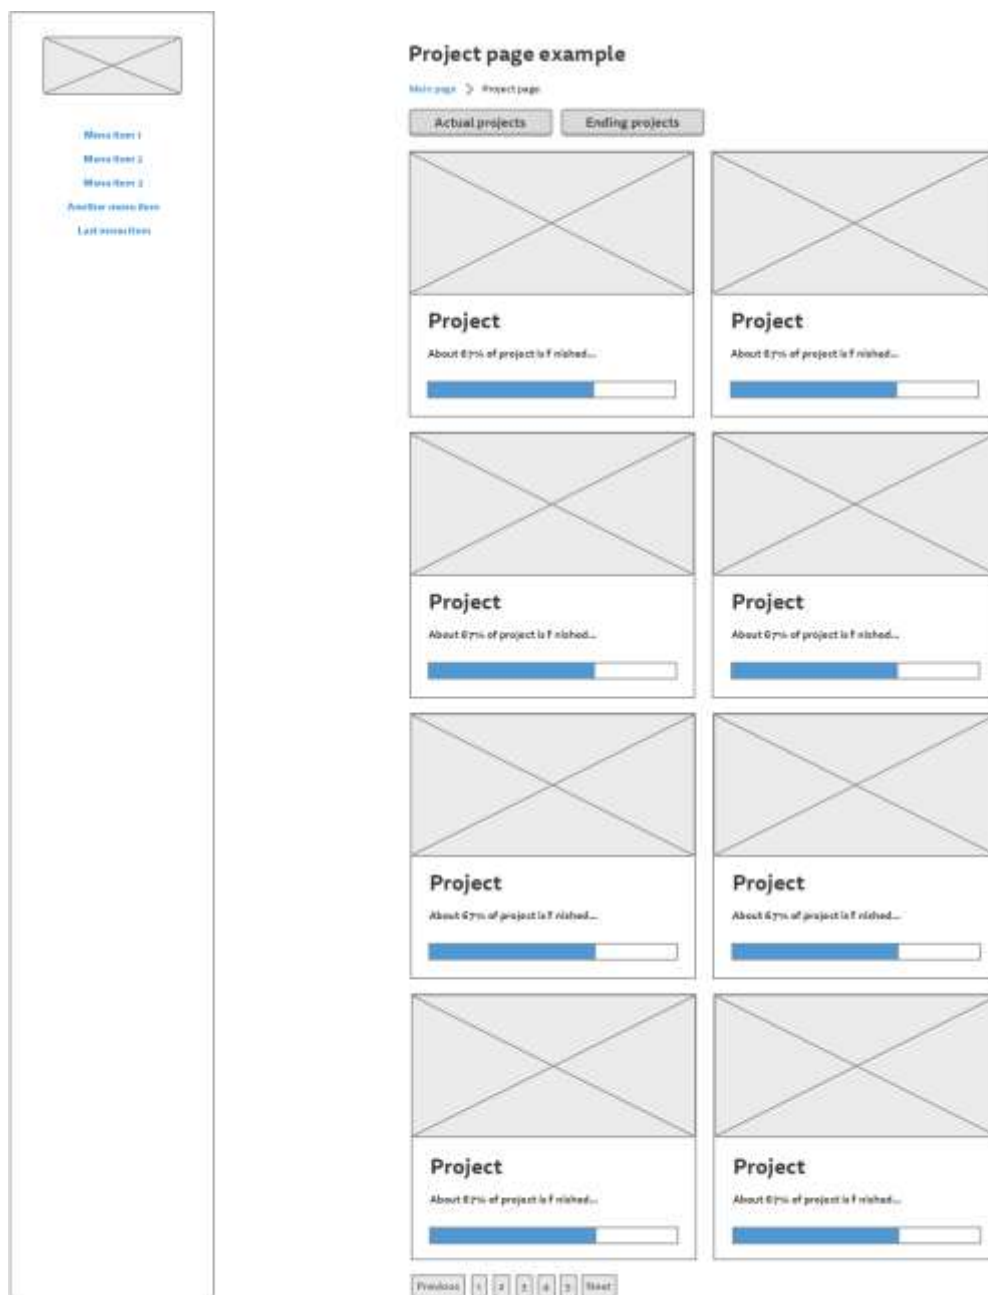 Menu item 1
Menu item 2
Menu item 3
Another menu item
Last menu item
Project page example
Main page > Project page
Actual projects Ending projects
Project Project
About 67% of project is f nished... About 67% of project is f nished...
Project Project
About 67% of project is f nished... About 67% of project is f nished...
Project Project
About 67% of project is f nished... About 67% of project is f nished...
Project Project
About 67% of project is f nished... About 67% of project is f nished...
Previous 1 2 3 4 5 Next